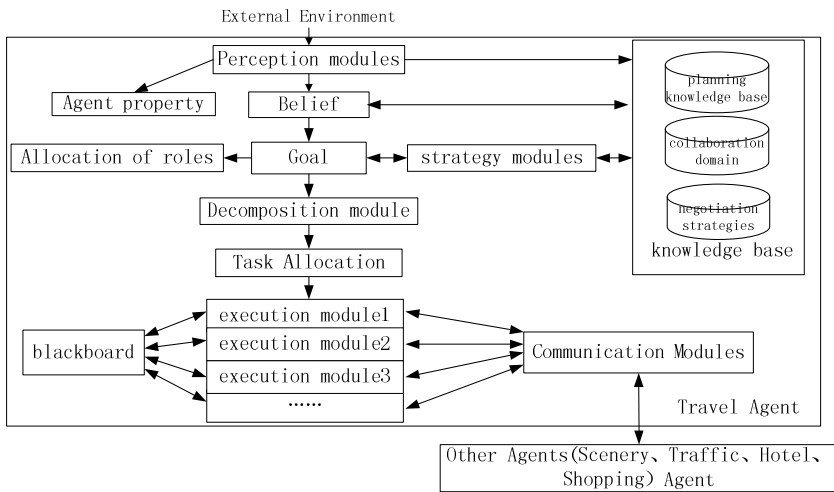 External Environment
Perception modules
planning
knowledge base
Agent property
Belief
collaboration
domain
Allocation of roles
Goal
strategy modules
Decomposition module
negotiation
strategies
knowledge base
Task Allocation
execution module1
execution module2
blackboard
Communication Modules
execution module3
……
Travel Agent
Other Agents(Scenery、Traffic、Hotel、
Shopping) Agent